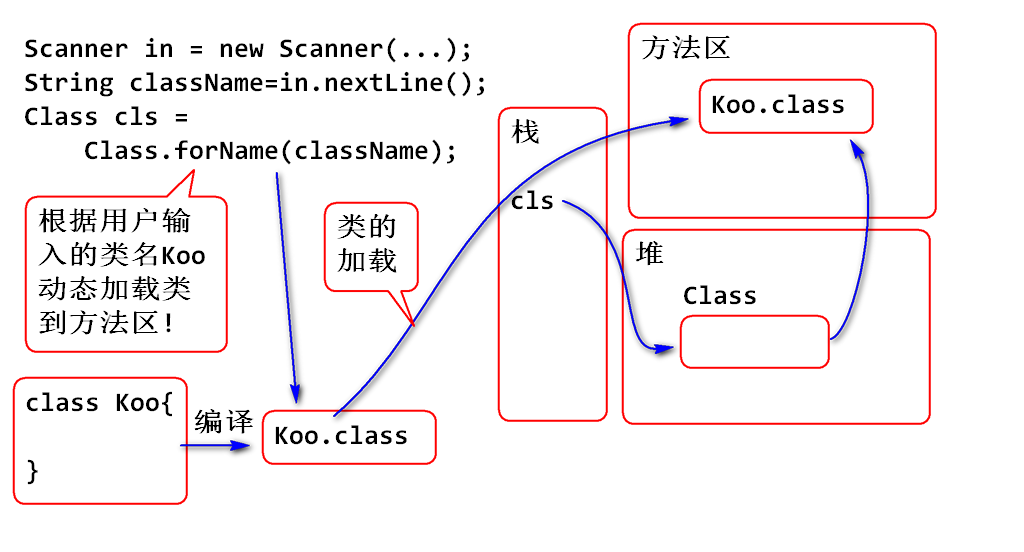 Scanner in = new Scanner(...);
String className=in.nextLine();
Class cls =
Class.forName(className);
根据用户输
入的类名Koo
动态加载类
到方法区!
class Koo{
}
编译
Koo.class
类的
加载
栈
cls
方法区
Koo.class
堆
Class